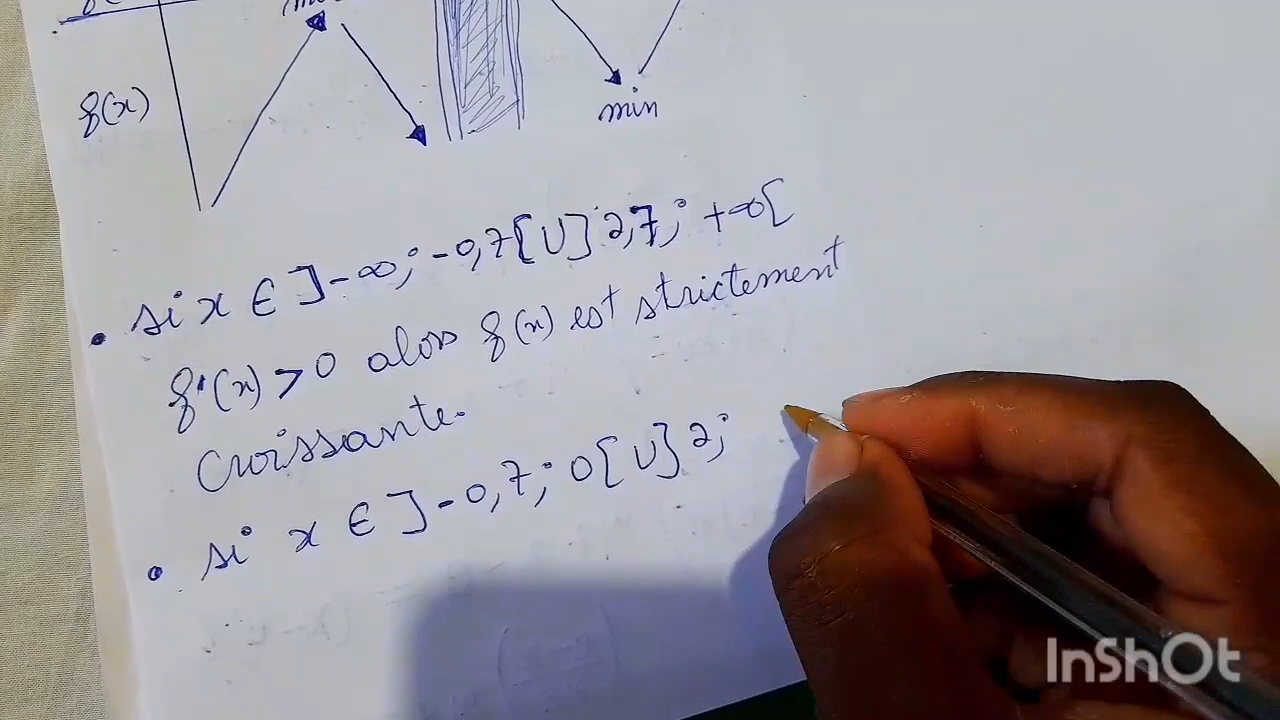 f(x)
min
• si x ∈ ]-∞; -0,7[ U ] 2,7; +∞[
f'(x) > 0 alors f(x) est strictement
croissante.
• si x ∈ ]-0,7; 0[ U ] 2;
InShOt